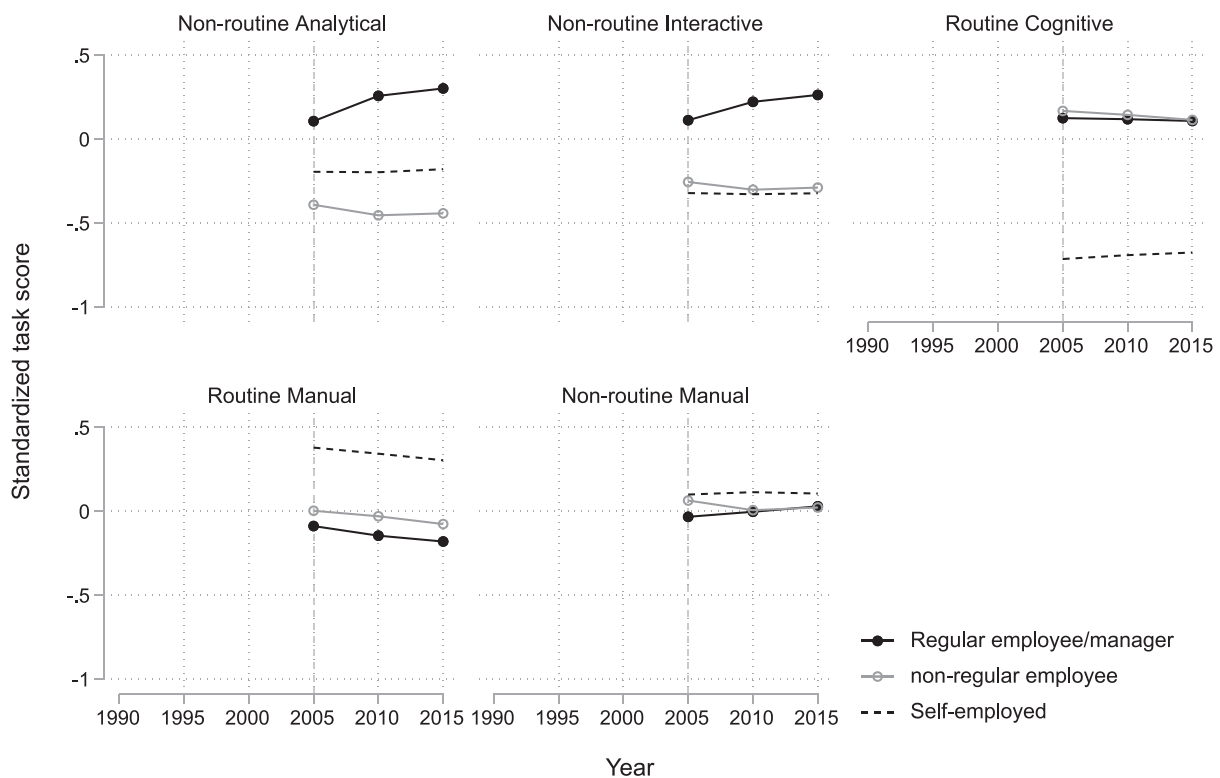 Non-routine Analytical
Non-routine Interactive
Routine Cognitive
.5
0
-.5
-1
1990 1995 2000 2005 2010 2015
Standardized task score
Routine Manual
Non-routine Manual
.5
0
-.5
-1
1990 1995 2000 2005 2010 2015
1990 1995 2000 2005 2010 2015
Regular employee/manager
non-regular employee
Self-employed
Year